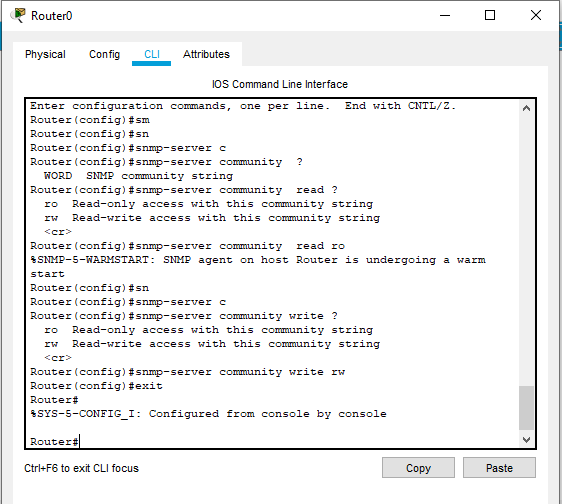 Router0
Physical Config CLI Attributes
IOS Command Line Interface
Enter configuration commands, one per line.  End with CNTL/Z.
Router(config)#sm
Router(config)#sn
Router(config)#snmp-server c
Router(config)#snmp-server community  ?
  WORD  SNMP community string
Router(config)#snmp-server community  read ?
  ro  Read-only access with this community string
  rw  Read-write access with this community string
  <cr>
Router(config)#snmp-server community  read ro
%SNMP-5-WARMSTART: SNMP agent on host Router is undergoing a warm
start
Router(config)#sn
Router(config)#snmp-server c
Router(config)#snmp-server community write ?
  ro  Read-only access with this community string
  rw  Read-write access with this community string
  <cr>
Router(config)#snmp-server community write rw
Router(config)#exit
Router#
%SYS-5-CONFIG_I: Configured from console by console
Router#
Ctrl+F6 to exit CLI focus
Copy Paste